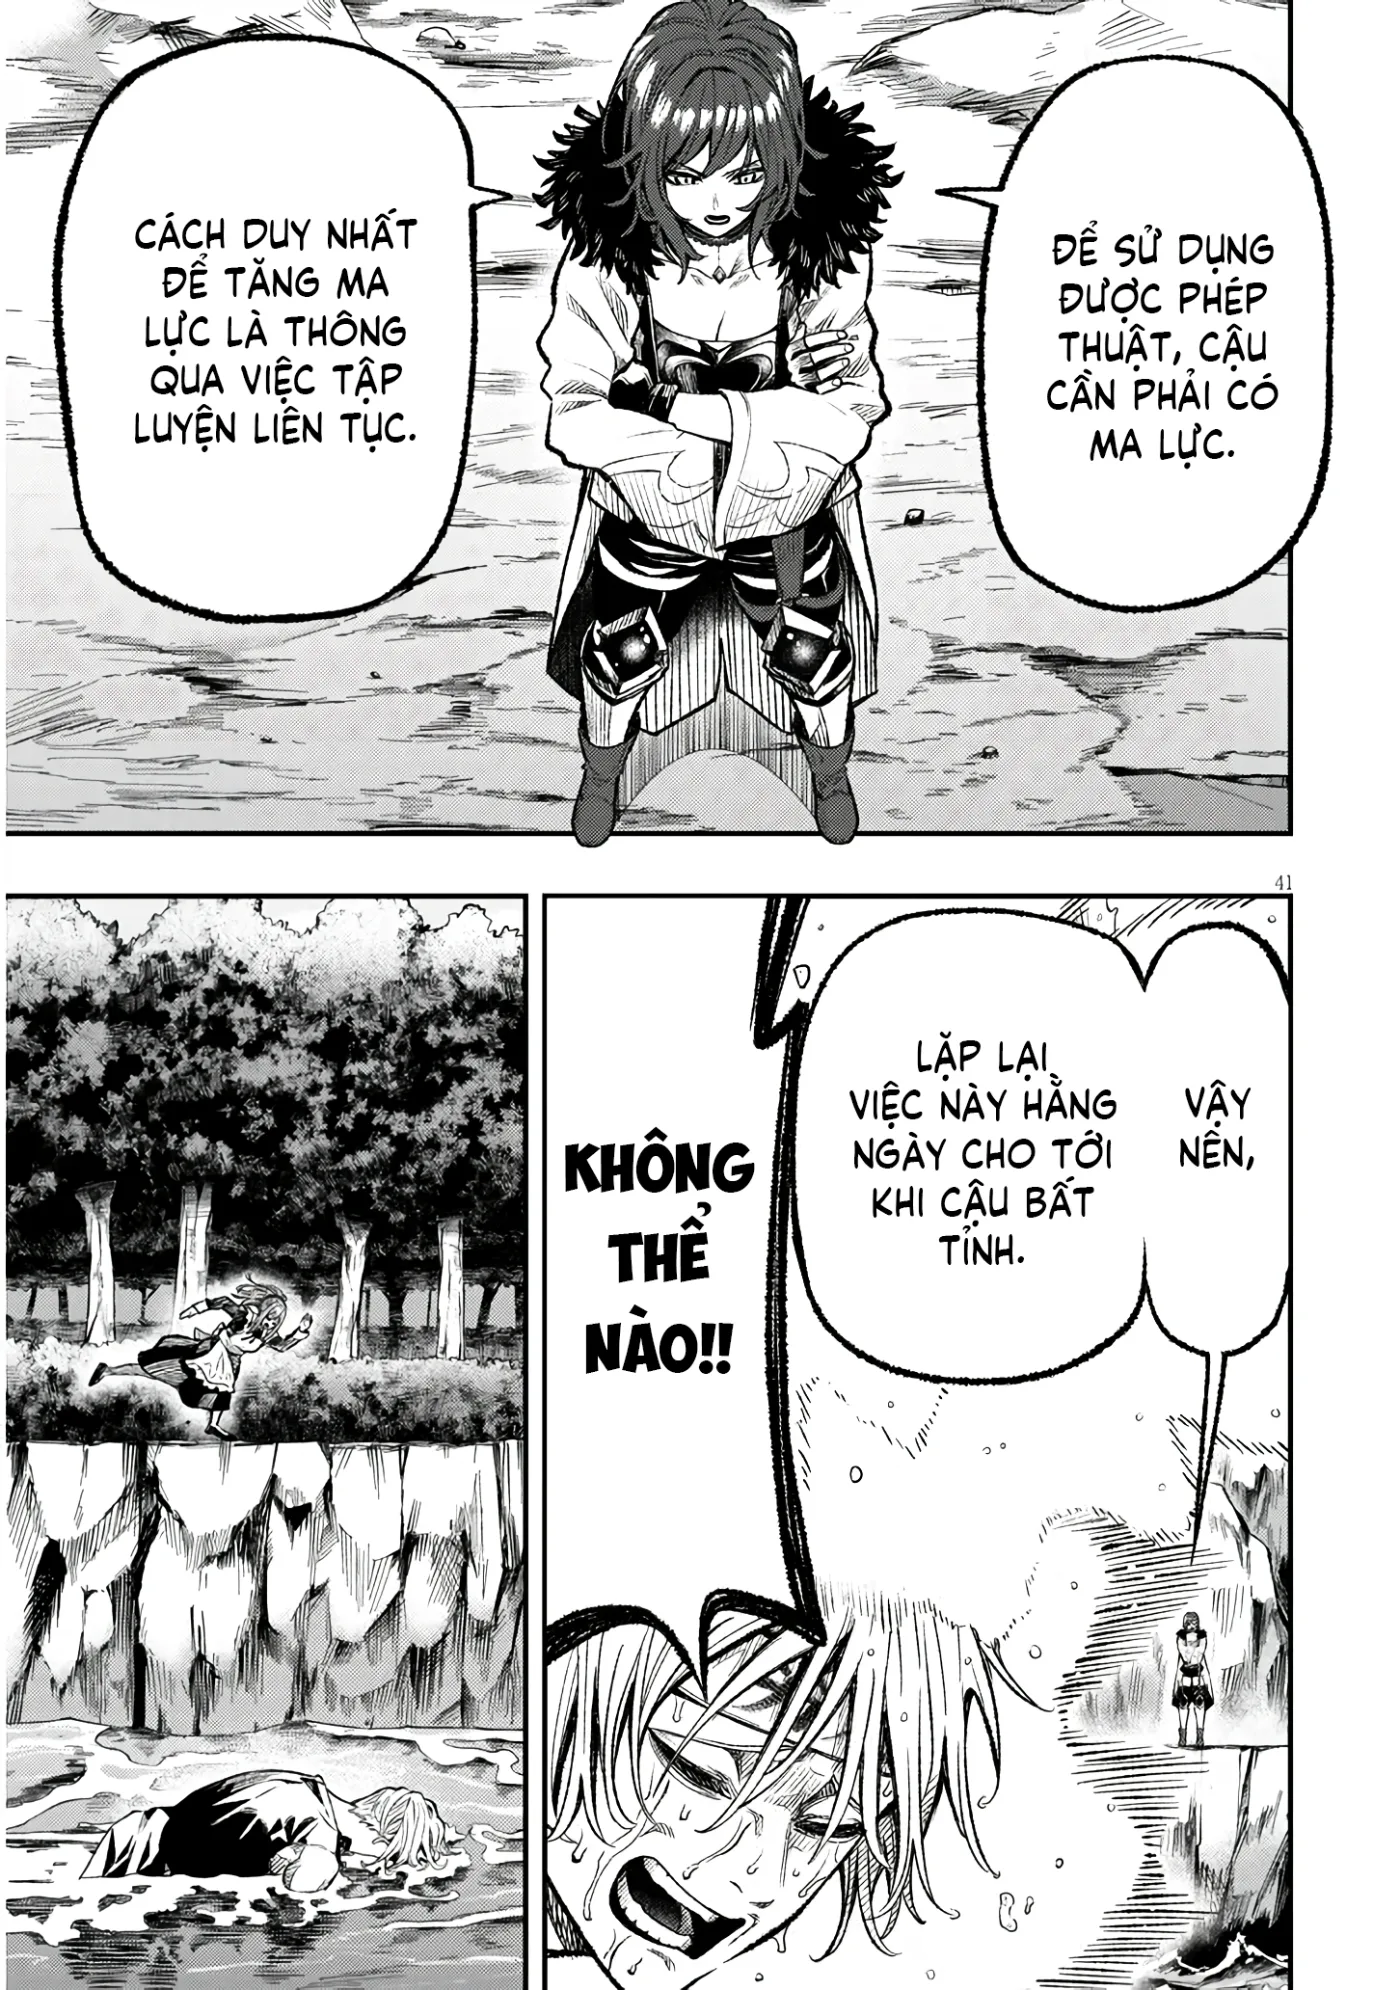 ĐỂ SỬ DỤNG
ĐƯỢC PHÉP
THUẬT, CẬU
CẦN PHẢI CÓ
MA LỰC.
CÁCH DUY NHẤT
ĐỂ TĂNG MA
LỰC LÀ THÔNG
QUA VIỆC TẬP
LUYỆN LIÊN TỤC.
41
VẬY
NÊN,
LẶP LẠI
VIỆC NÀY HẰNG
NGÀY CHO TỚI
KHI CẬU BẤT
TỈNH.
KHÔNG
THỂ
NÀO!!